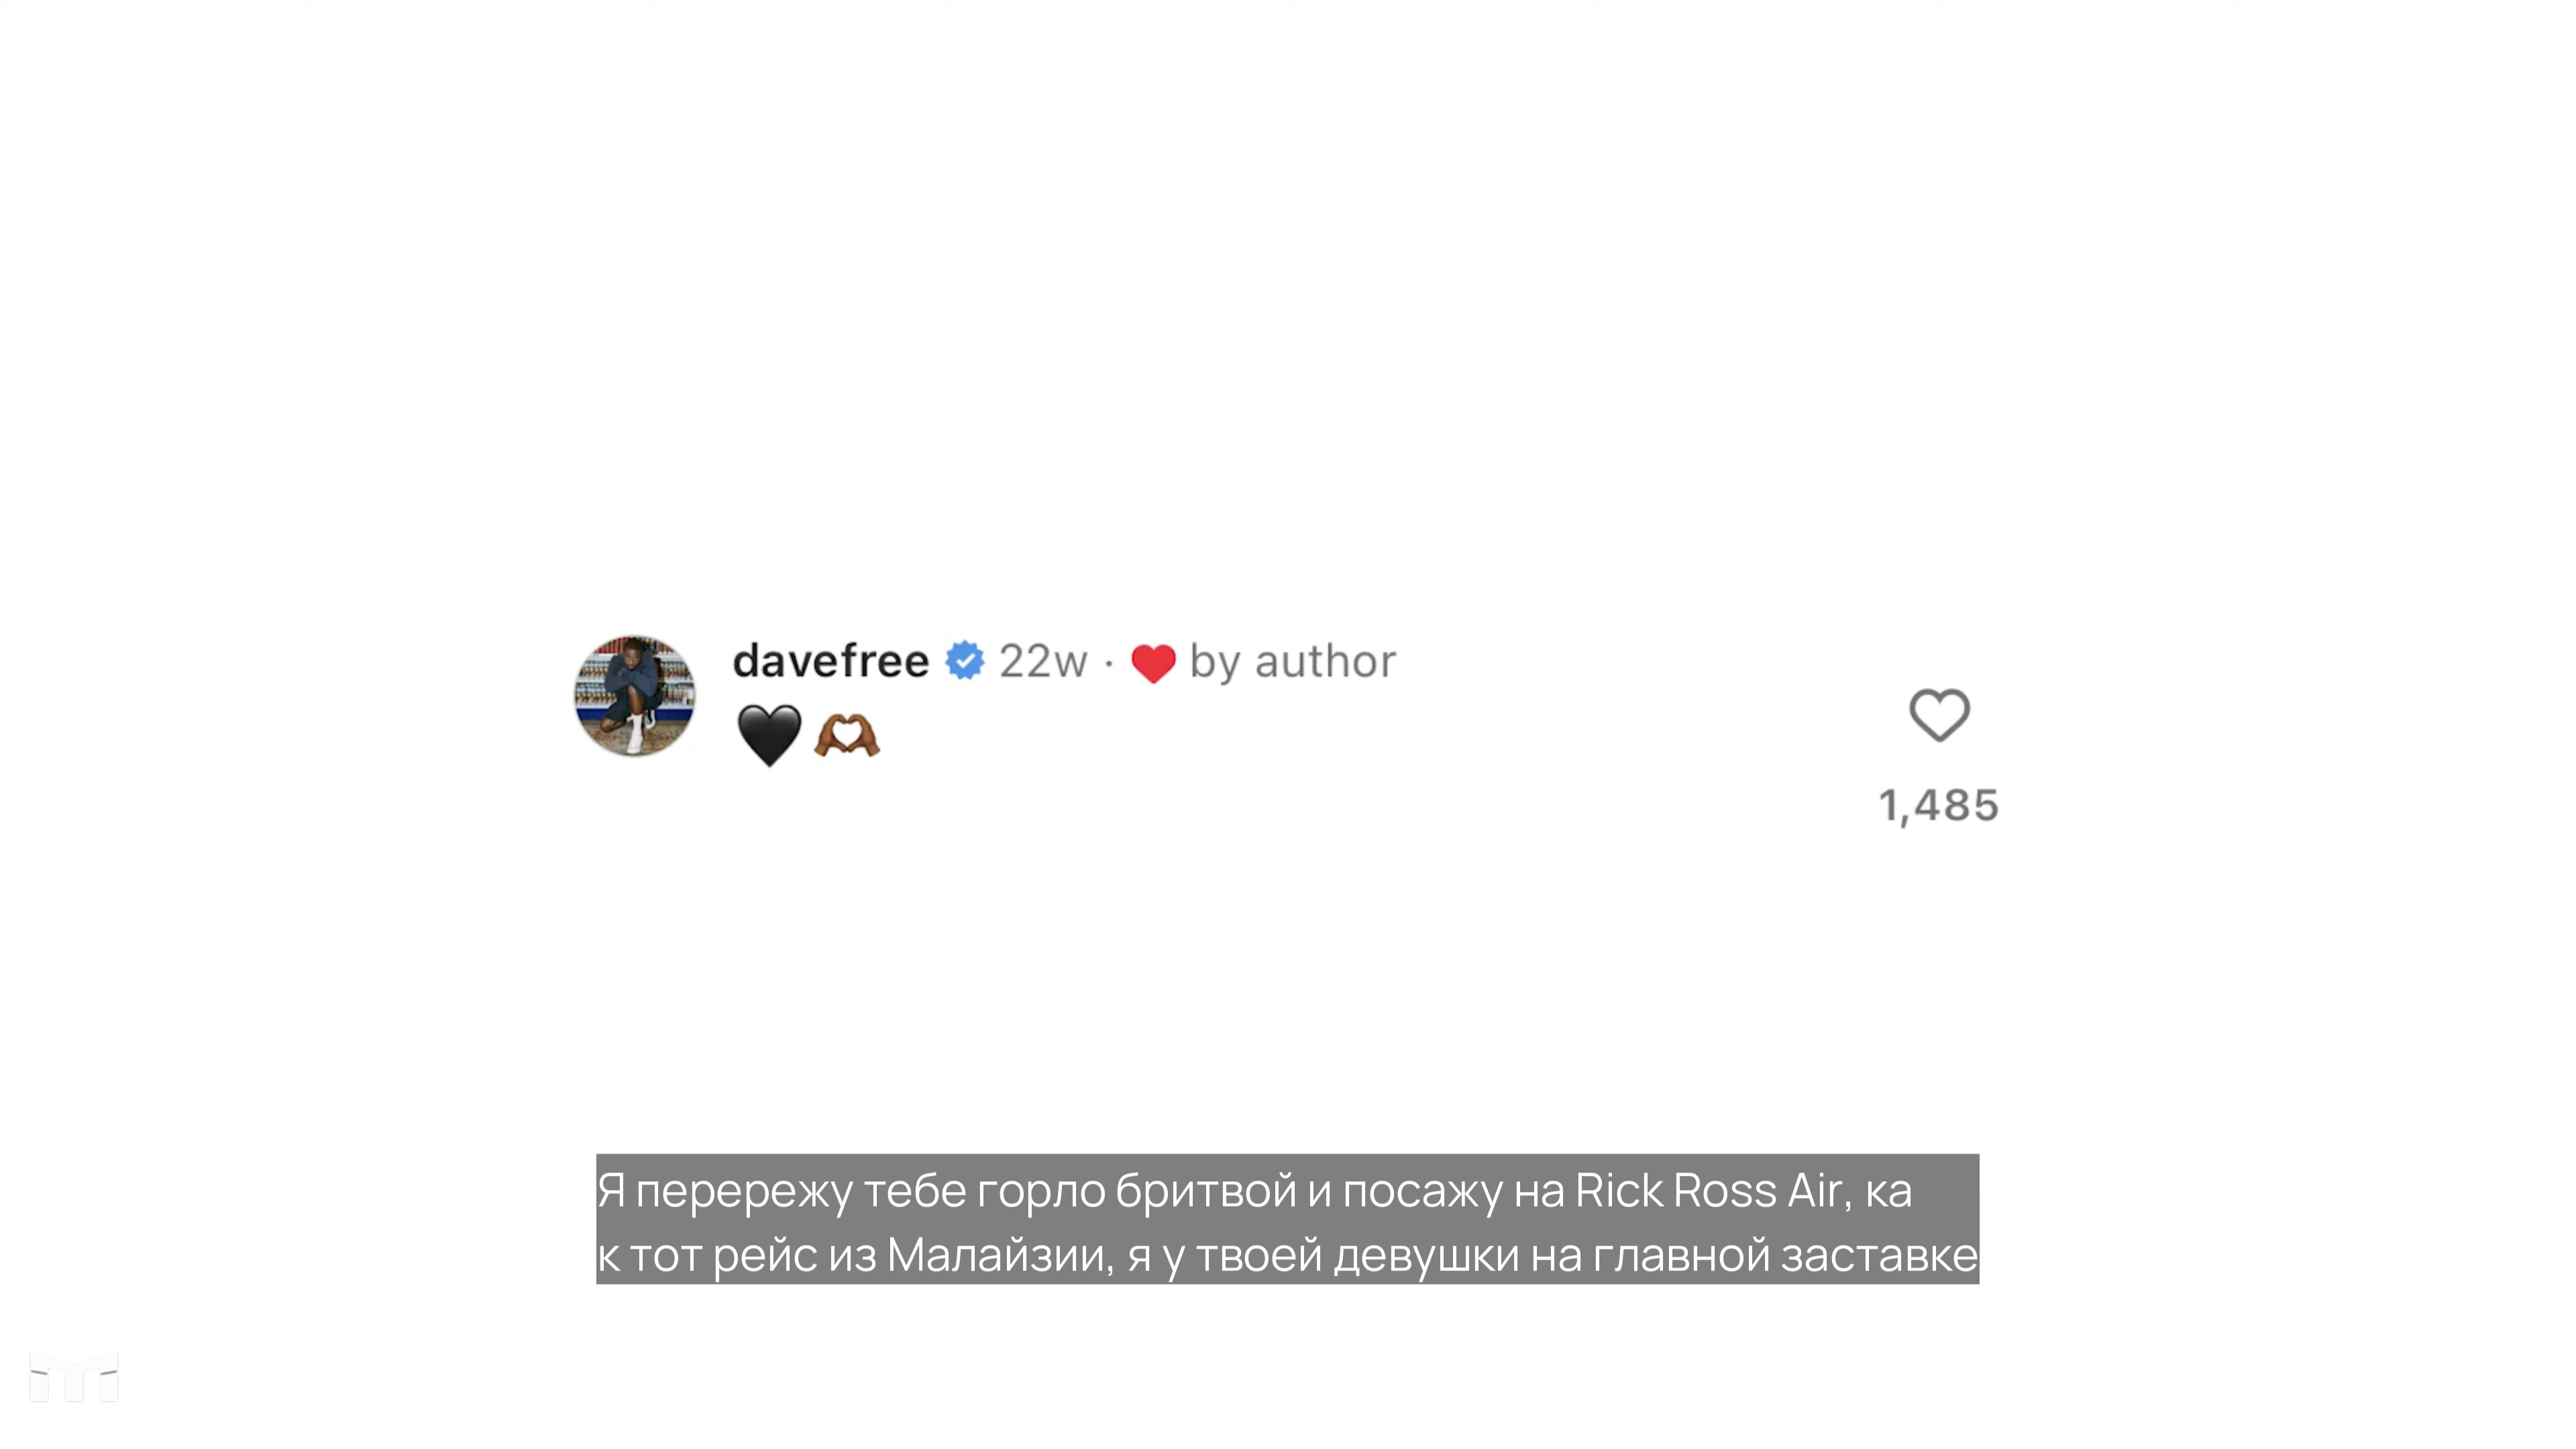 davefree 22w · ❤️ by author
🖤🫶🏾
1,485
Я перережу тебе горло бритвой и посажу на Rick Ross Air, ка
к тот рейс из Малайзии, я у твоей девушки на главной заставке